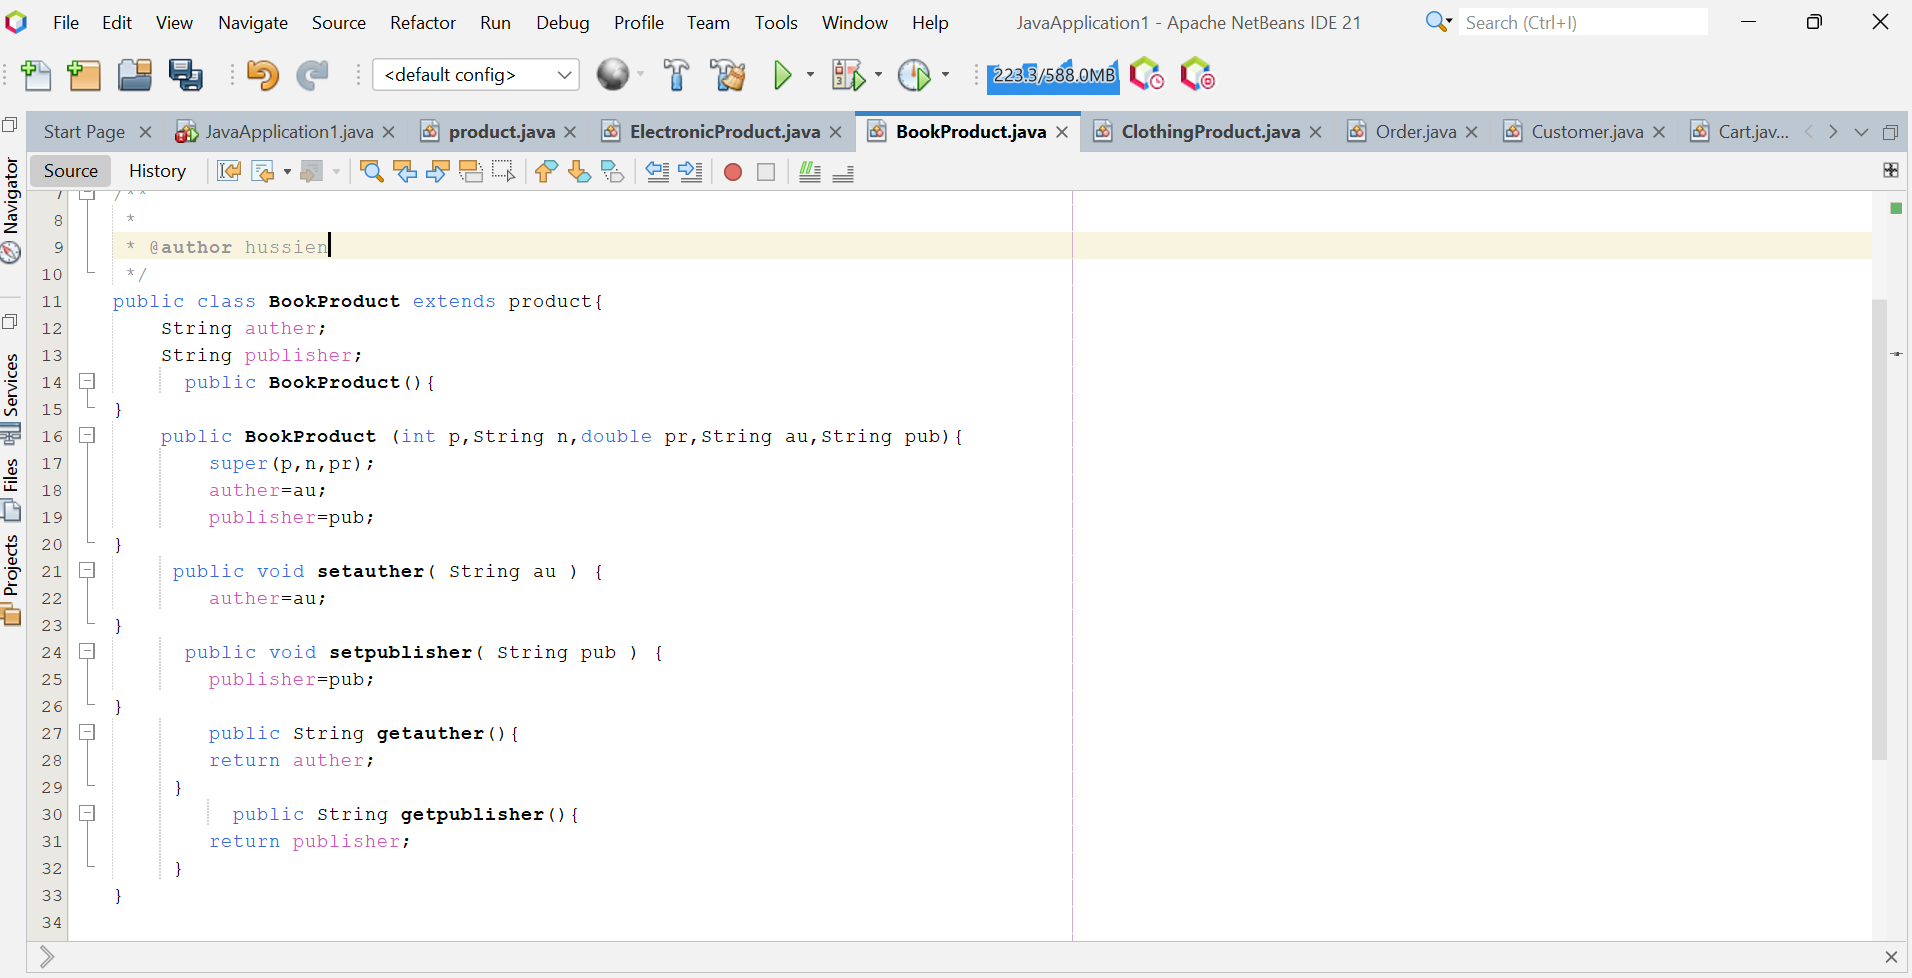 File Edit View Navigate Source Refactor Run Debug Profile Team Tools Window Help JavaApplication1 - Apache NetBeans IDE 21 Search (Ctrl+I)
<default config> 223.3/588.0MB
Start Page JavaApplication1.java product.java ElectronicProduct.java BookProduct.java ClothingProduct.java Order.java Customer.java Cart.jav...
Source History
Navigator
Services
Files
Projects
7 /**
8 *
9 * @author hussien
10 */
11 public class BookProduct extends product{
12 String auther;
13 String publisher;
14 public BookProduct(){
15 }
16 public BookProduct (int p,String n,double pr,String au,String pub){
17 super(p,n,pr);
18 auther=au;
19 publisher=pub;
20 }
21 public void setauther( String au ) {
22 auther=au;
23 }
24 public void setpublisher( String pub ) {
25 publisher=pub;
26 }
27 public String getauther(){
28 return auther;
29 }
30 public String getpublisher(){
31 return publisher;
32 }
33 }
34